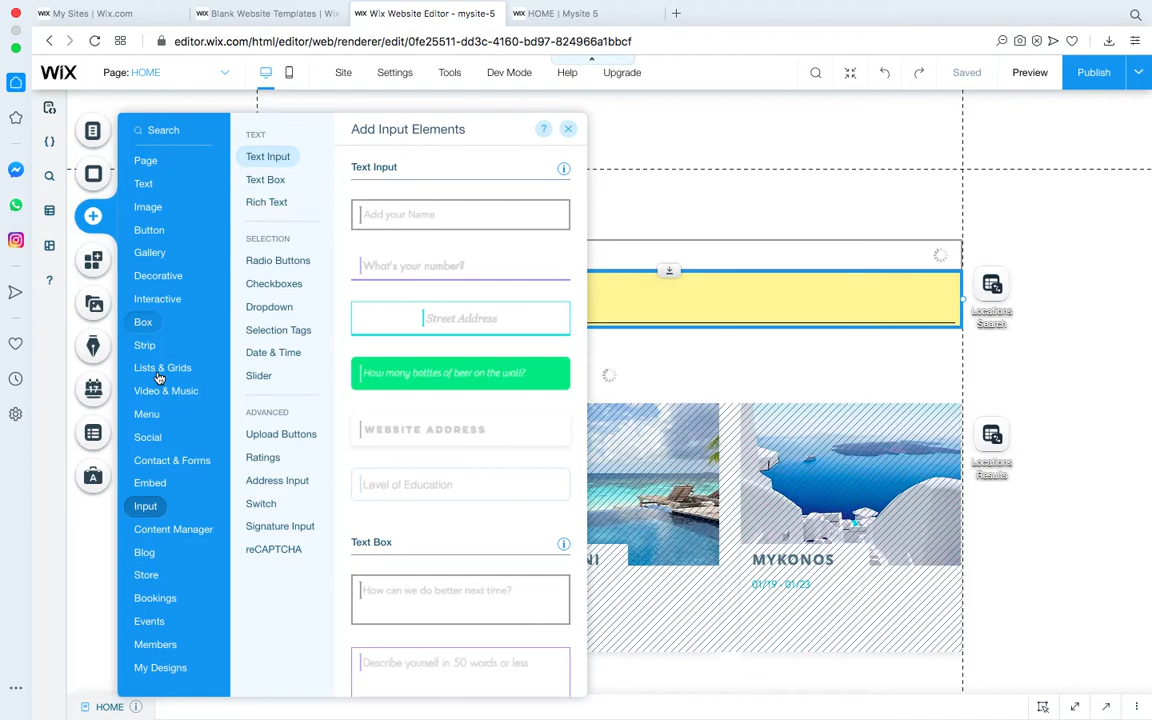 WIX My Sites | Wix.com
WIX Blank Website Templates | Wi
WIX Wix Website Editor - mysite-5
WIX HOME | Mysite 5
editor.wix.com/html/editor/web/renderer/edit/0fe25511-dd3c-4160-bd97-824966a1bbcf
WiX
Page: HOME
Site
Settings
Tools
Dev Mode
Help
Upgrade
Saved
Preview
Publish
Search
Page
Text
Image
Button
Gallery
Decorative
Interactive
Box
Strip
Lists & Grids
Video & Music
Menu
Social
Contact & Forms
Embed
Input
Content Manager
Blog
Store
Bookings
Events
Members
My Designs
TEXT
Text Input
Text Box
Rich Text
SELECTION
Radio Buttons
Checkboxes
Dropdown
Selection Tags
Date & Time
Slider
ADVANCED
Upload Buttons
Ratings
Address Input
Switch
Signature Input
reCAPTCHA
Add Input Elements
?
Text Input
Add your Name
What's your number?
Street Address
How many bottles of beer on the wall?
WEBSITE ADDRESS
Level of Education
Text Box
How can we do better next time?
Describe yourself in 50 words or less
Locations
Search
Locations
Results
NI
MYKONOS
01/19 - 01/23
17
A
{ }
?
HOME